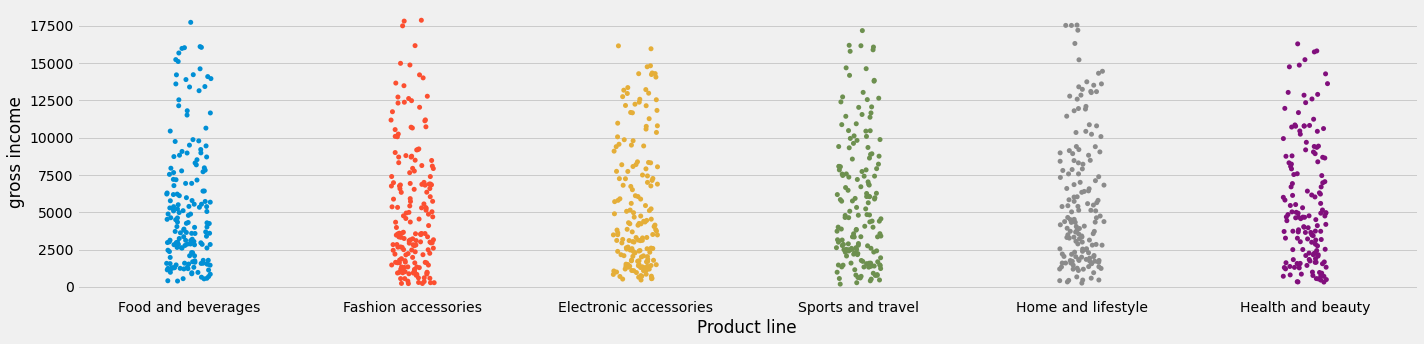 17500
15000
12500
10000
7500
5000
2500
0
gross income
Food and beverages
Fashion accessories
Electronic accessories
Sports and travel
Home and lifestyle
Health and beauty
Product line